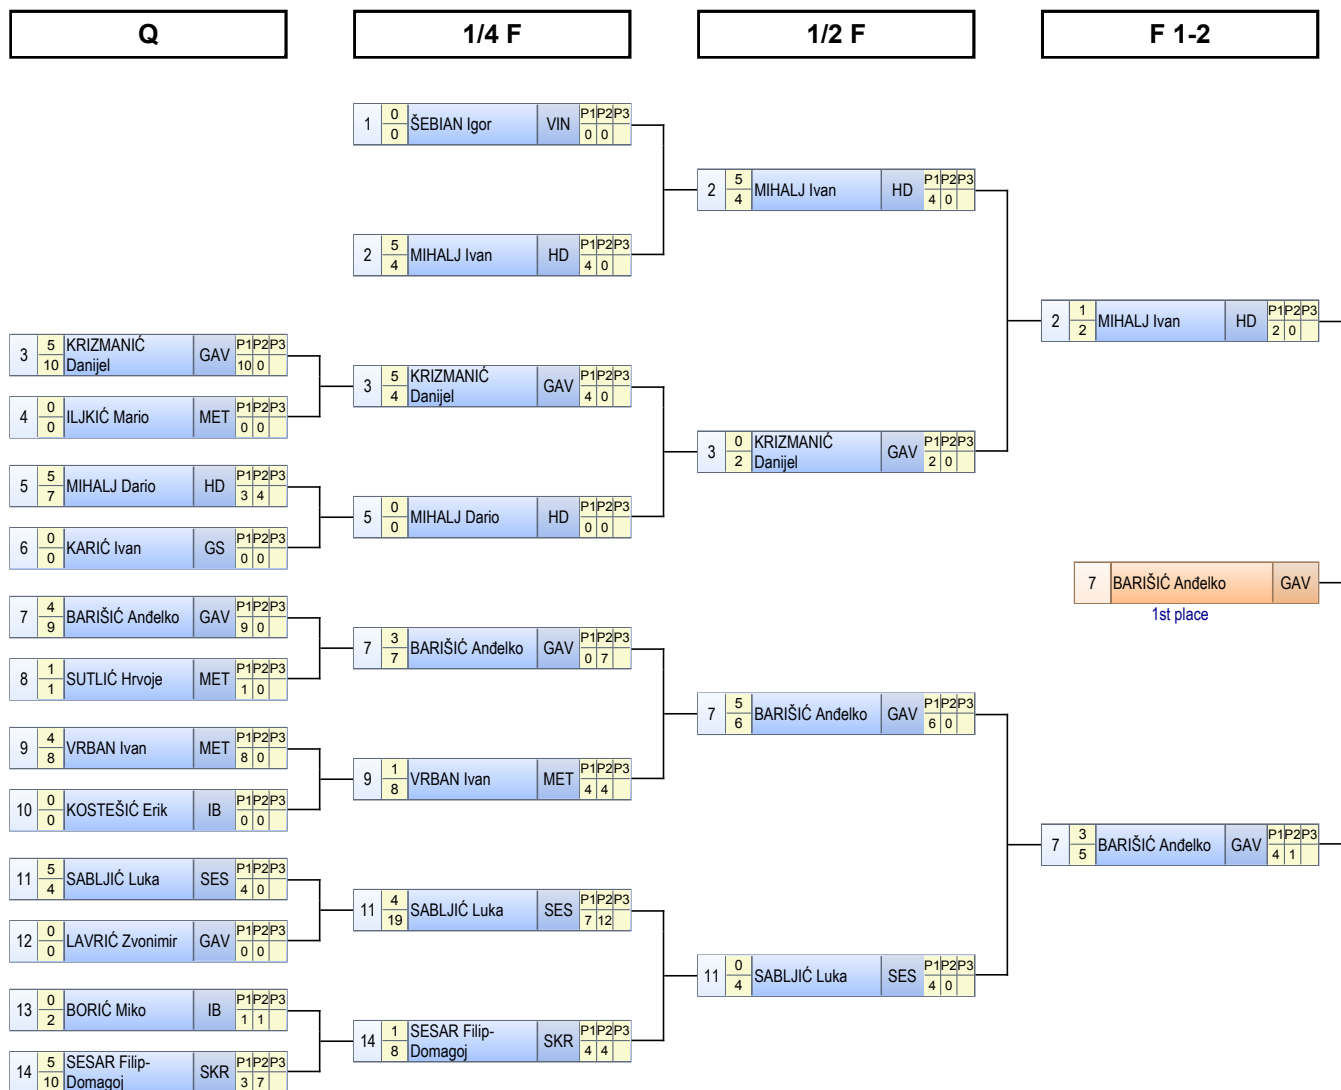 Q
1/4 F
1/2 F
F 1-2
1 0 0 ŠEBIAN Igor VIN P1 P2 P3 0 0
2 5 4 MIHALJ Ivan HD P1 P2 P3 4 0
2 5 4 MIHALJ Ivan HD P1 P2 P3 4 0
2 1 2 MIHALJ Ivan HD P1 P2 P3 2 0
3 5 10 KRIZMANIĆ
Danijel GAV P1 P2 P3 10 0
4 0 0 ILJKIĆ Mario MET P1 P2 P3 0 0
3 5 4 KRIZMANIĆ
Danijel GAV P1 P2 P3 4 0
3 0 2 KRIZMANIĆ
Danijel GAV P1 P2 P3 2 0
5 5 7 MIHALJ Dario HD P1 P2 P3 3 4
6 0 0 KARIĆ Ivan GS P1 P2 P3 0 0
5 0 0 MIHALJ Dario HD P1 P2 P3 0 0
7 BARIŠIĆ Anđelko GAV
1st place
7 4 9 BARIŠIĆ Anđelko GAV P1 P2 P3 9 0
8 1 1 SUTLIĆ Hrvoje MET P1 P2 P3 1 0
7 3 7 BARIŠIĆ Anđelko GAV P1 P2 P3 0 7
7 5 6 BARIŠIĆ Anđelko GAV P1 P2 P3 6 0
9 4 8 VRBAN Ivan MET P1 P2 P3 8 0
10 0 0 KOSTEŠIĆ Erik IB P1 P2 P3 0 0
9 1 8 VRBAN Ivan MET P1 P2 P3 4 4
7 3 5 BARIŠIĆ Anđelko GAV P1 P2 P3 4 1
11 5 4 SABLJIĆ Luka SES P1 P2 P3 4 0
12 0 0 LAVRIĆ Zvonimir GAV P1 P2 P3 0 0
11 4 19 SABLJIĆ Luka SES P1 P2 P3 7 12
11 0 4 SABLJIĆ Luka SES P1 P2 P3 4 0
13 0 2 BORIĆ Miko IB P1 P2 P3 1 1
14 5 10 SESAR Filip-
Domagoj SKR P1 P2 P3 3 7
14 1 8 SESAR Filip-
Domagoj SKR P1 P2 P3 4 4